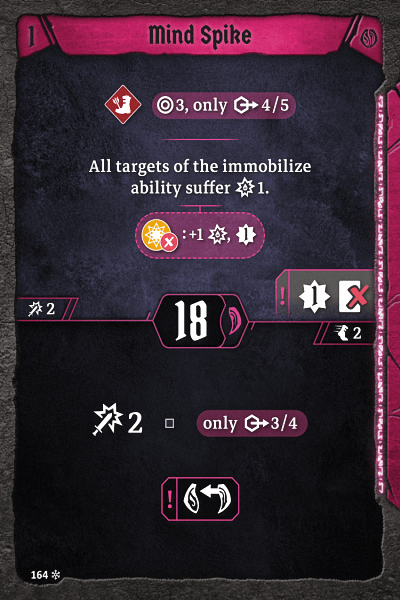 1 Mind Spike
3, only 4/5
All targets of the immobilize
ability suffer 1.
: +1 , 1
! 1
2
18
2
2 only 3/4
!
164